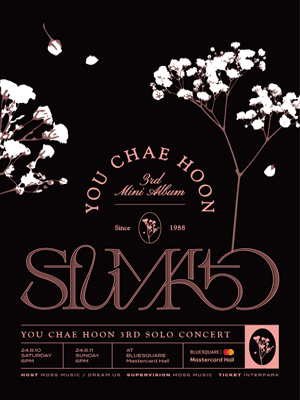 YOU CHAE HOON
3rd
Mini Album
Since 1988
SFUMATO
YOU CHAE HOON 3RD SOLO CONCERT
24.8.10
SATURDAY
6PM
24.8.11
SUNDAY
5PM
AT
BLUESQUARE
Mastercard Hall
BLUESQUARE
Mastercard Hall
HOST MOSS MUSIC / DREAM US SUPERVISION MOSS MUSIC TICKET INTERPARK